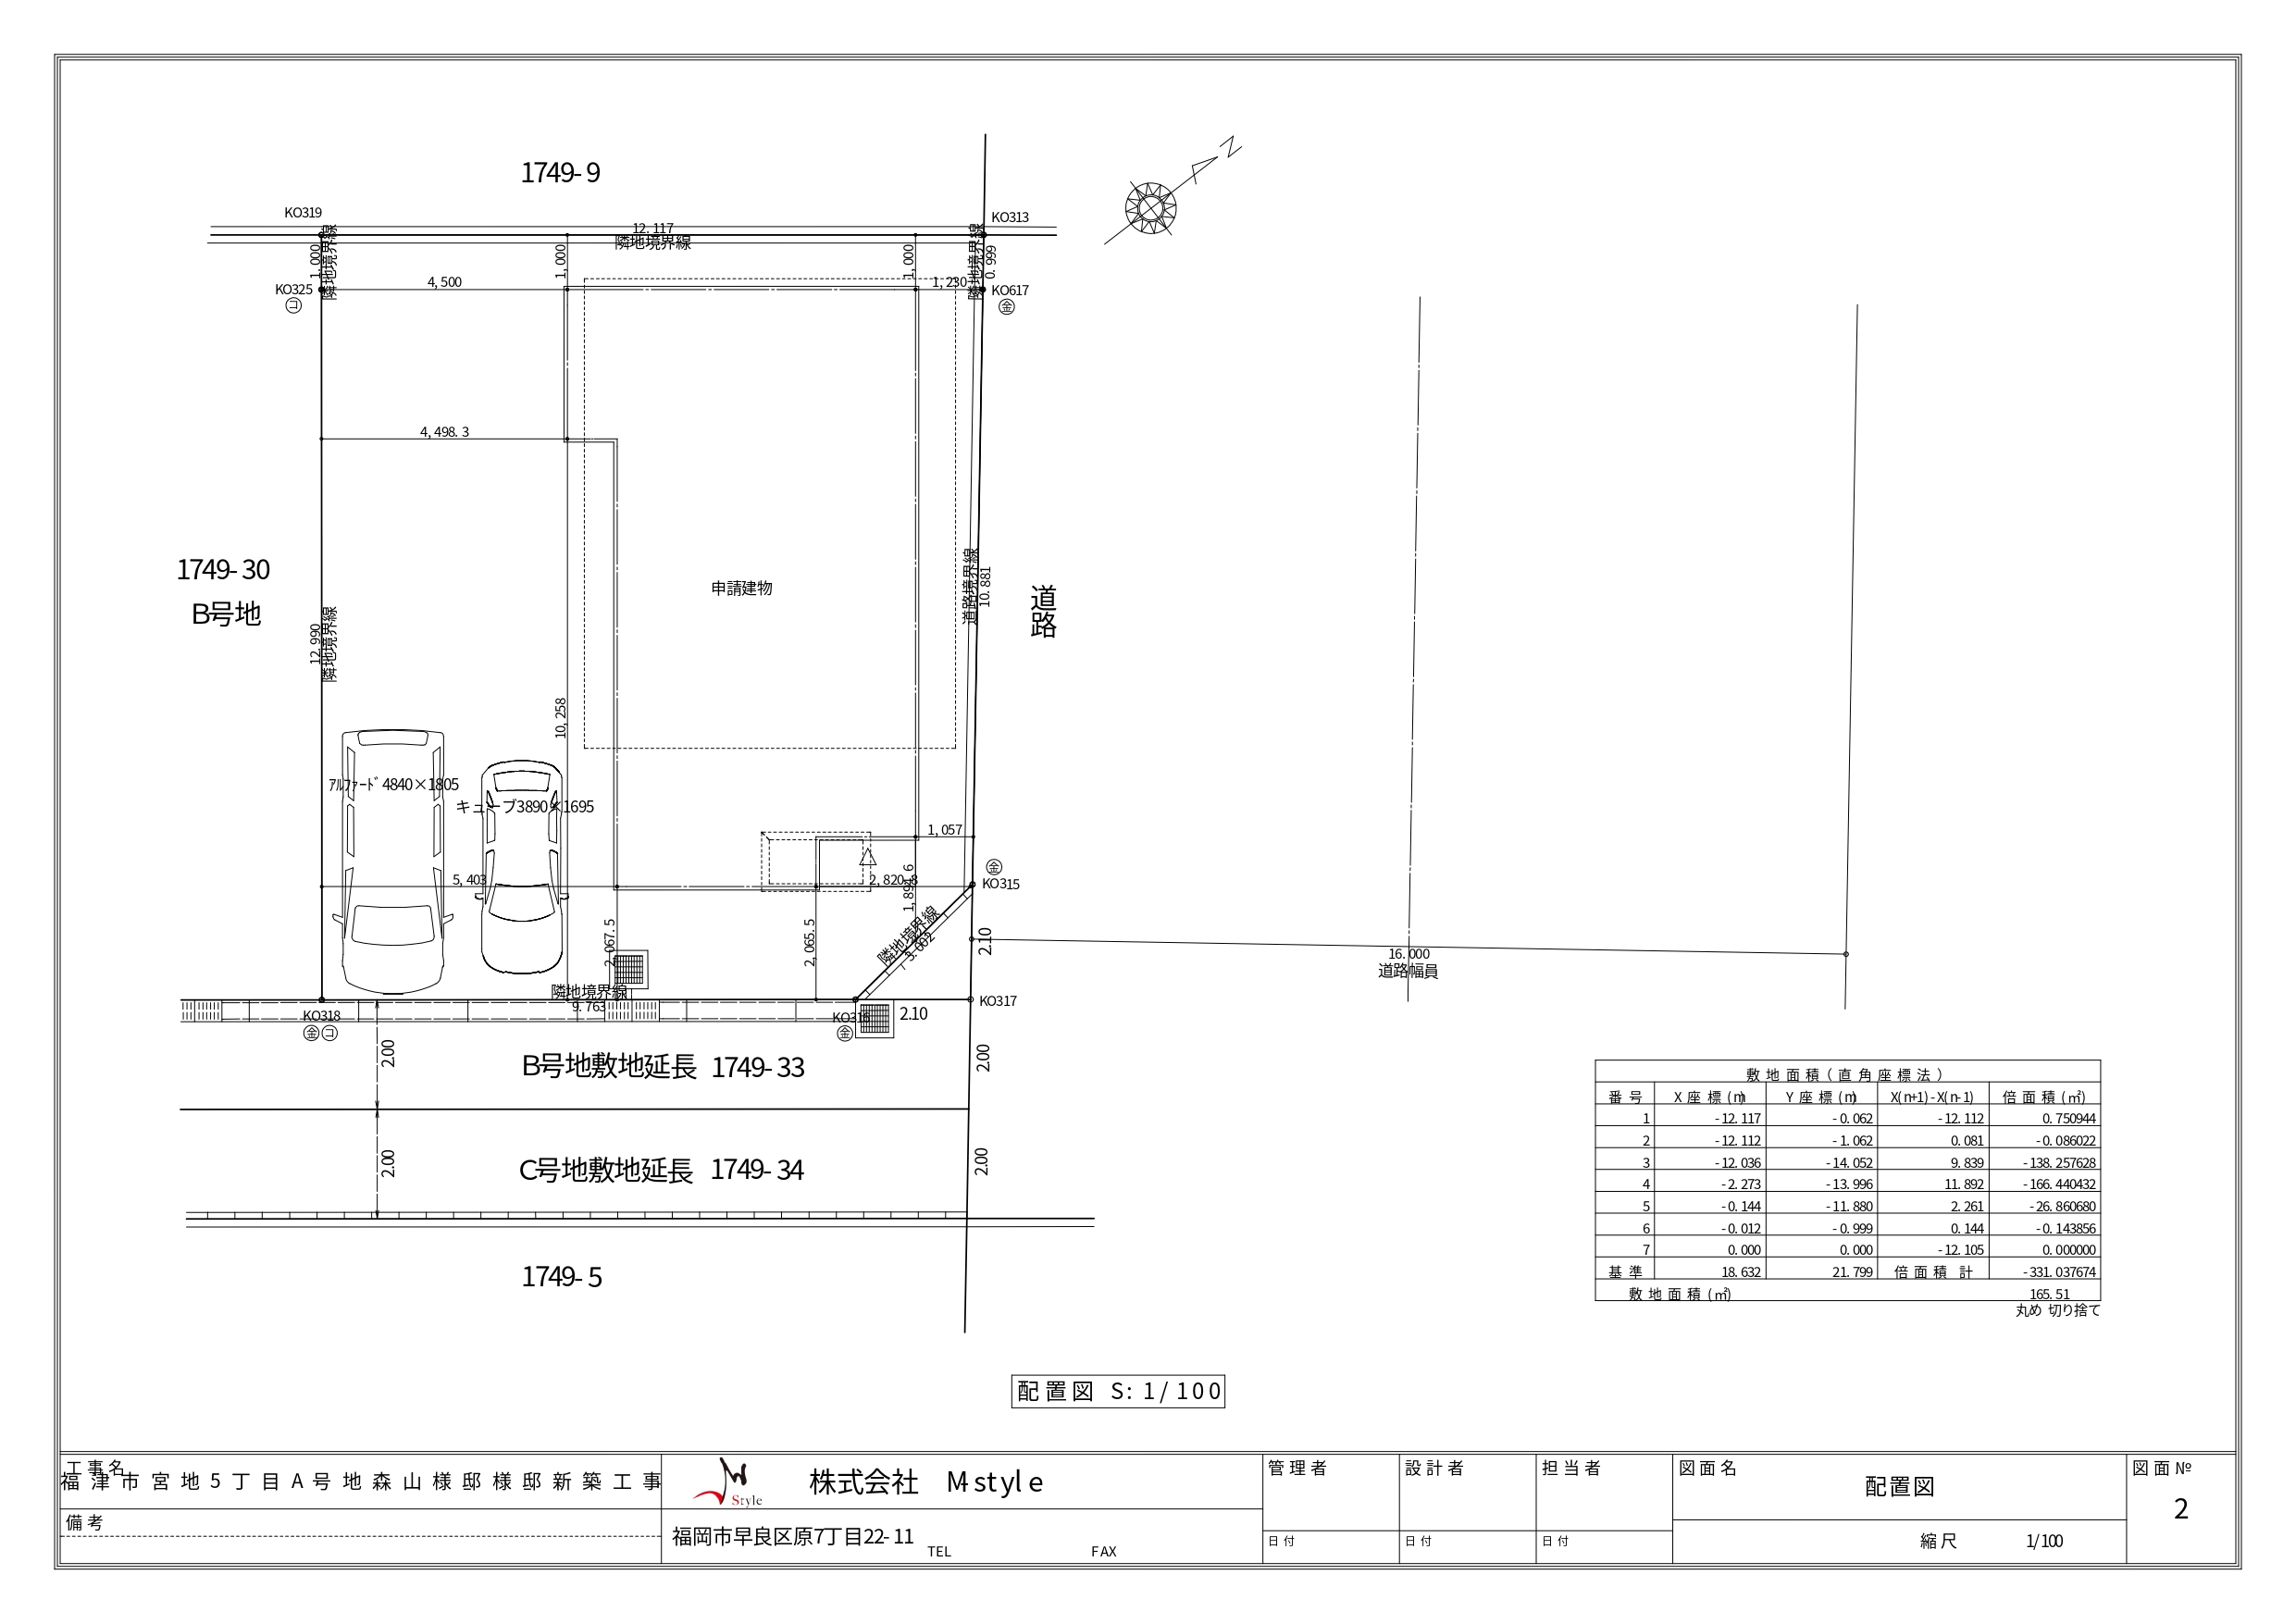 1749-9
KO319
KO313
12.117
隣地境界線
1,000
隣地境界線
1,000
1,000
隣地境界線
0.999
4,500
1,230
KO325
コ
KO617
金
4,498.3
1749-30
B号地
12.990
隣地境界線
申請建物
道路境界線
10.881
道路
10,258
ｱﾙﾌｧｰﾄﾞ4840×1805
キューブ3890×1695
1,057
金
KO315
5,403
2,820.8
1,894.6
2,067.5
2,065.5
隣地境界線
3.002
2.10
16.000
道路幅員
隣地境界線
9.763
KO317
KO318
金コ
KO316
金
2.10
2.00
B号地敷地延長 1749-33
2.00
2.00
C号地敷地延長 1749-34
2.00
1749-5
N
敷地面積(直角座標法)
番号 X座標(m) Y座標(m) X(n+1)-X(n-1) 倍面積(㎡)
1 -12.117 -0.062 -12.112 0.750944
2 -12.112 -1.062 0.081 -0.086022
3 -12.036 -14.052 9.839 -138.257628
4 -2.273 -13.996 11.892 -166.440432
5 -0.144 -11.880 2.261 -26.860680
6 -0.012 -0.999 0.144 -0.143856
7 0.000 0.000 -12.105 0.000000
基準 18.632 21.799 倍面積 計 -331.037674
敷地面積(㎡) 165.51
丸め 切り捨て
配置図 S:1/100
工事名
福津市宮地5丁目A号地森山様邸様邸新築工事
備考
Style
株式会社 Mstyle
福岡市早良区原7丁目22-11
TEL FAX
管理者
日付
設計者
日付
担当者
日付
図面名
配置図
縮尺 1/100
図面№
2